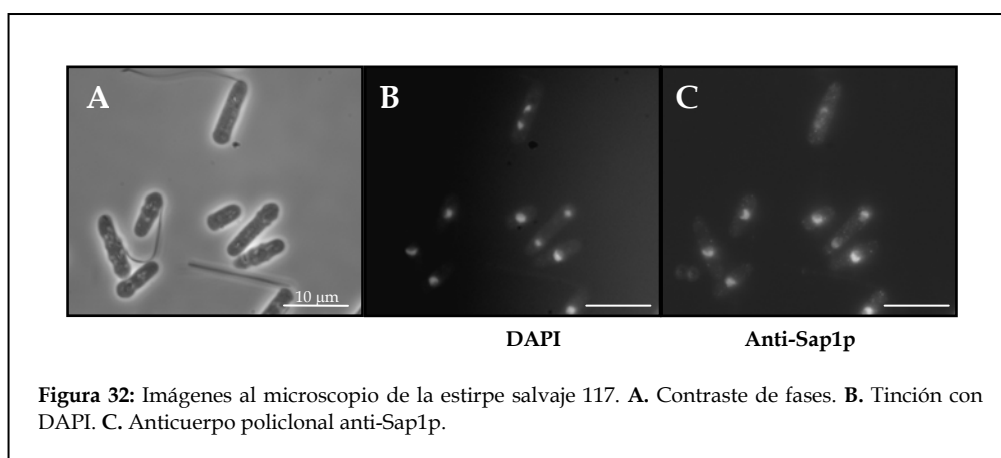 A B C
10 µm
DAPI Anti-Sap1p
Figura 32: Imágenes al microscopio de la estirpe salvaje 117. A. Contraste de fases. B. Tinción con
DAPI. C. Anticuerpo policlonal anti-Sap1p.